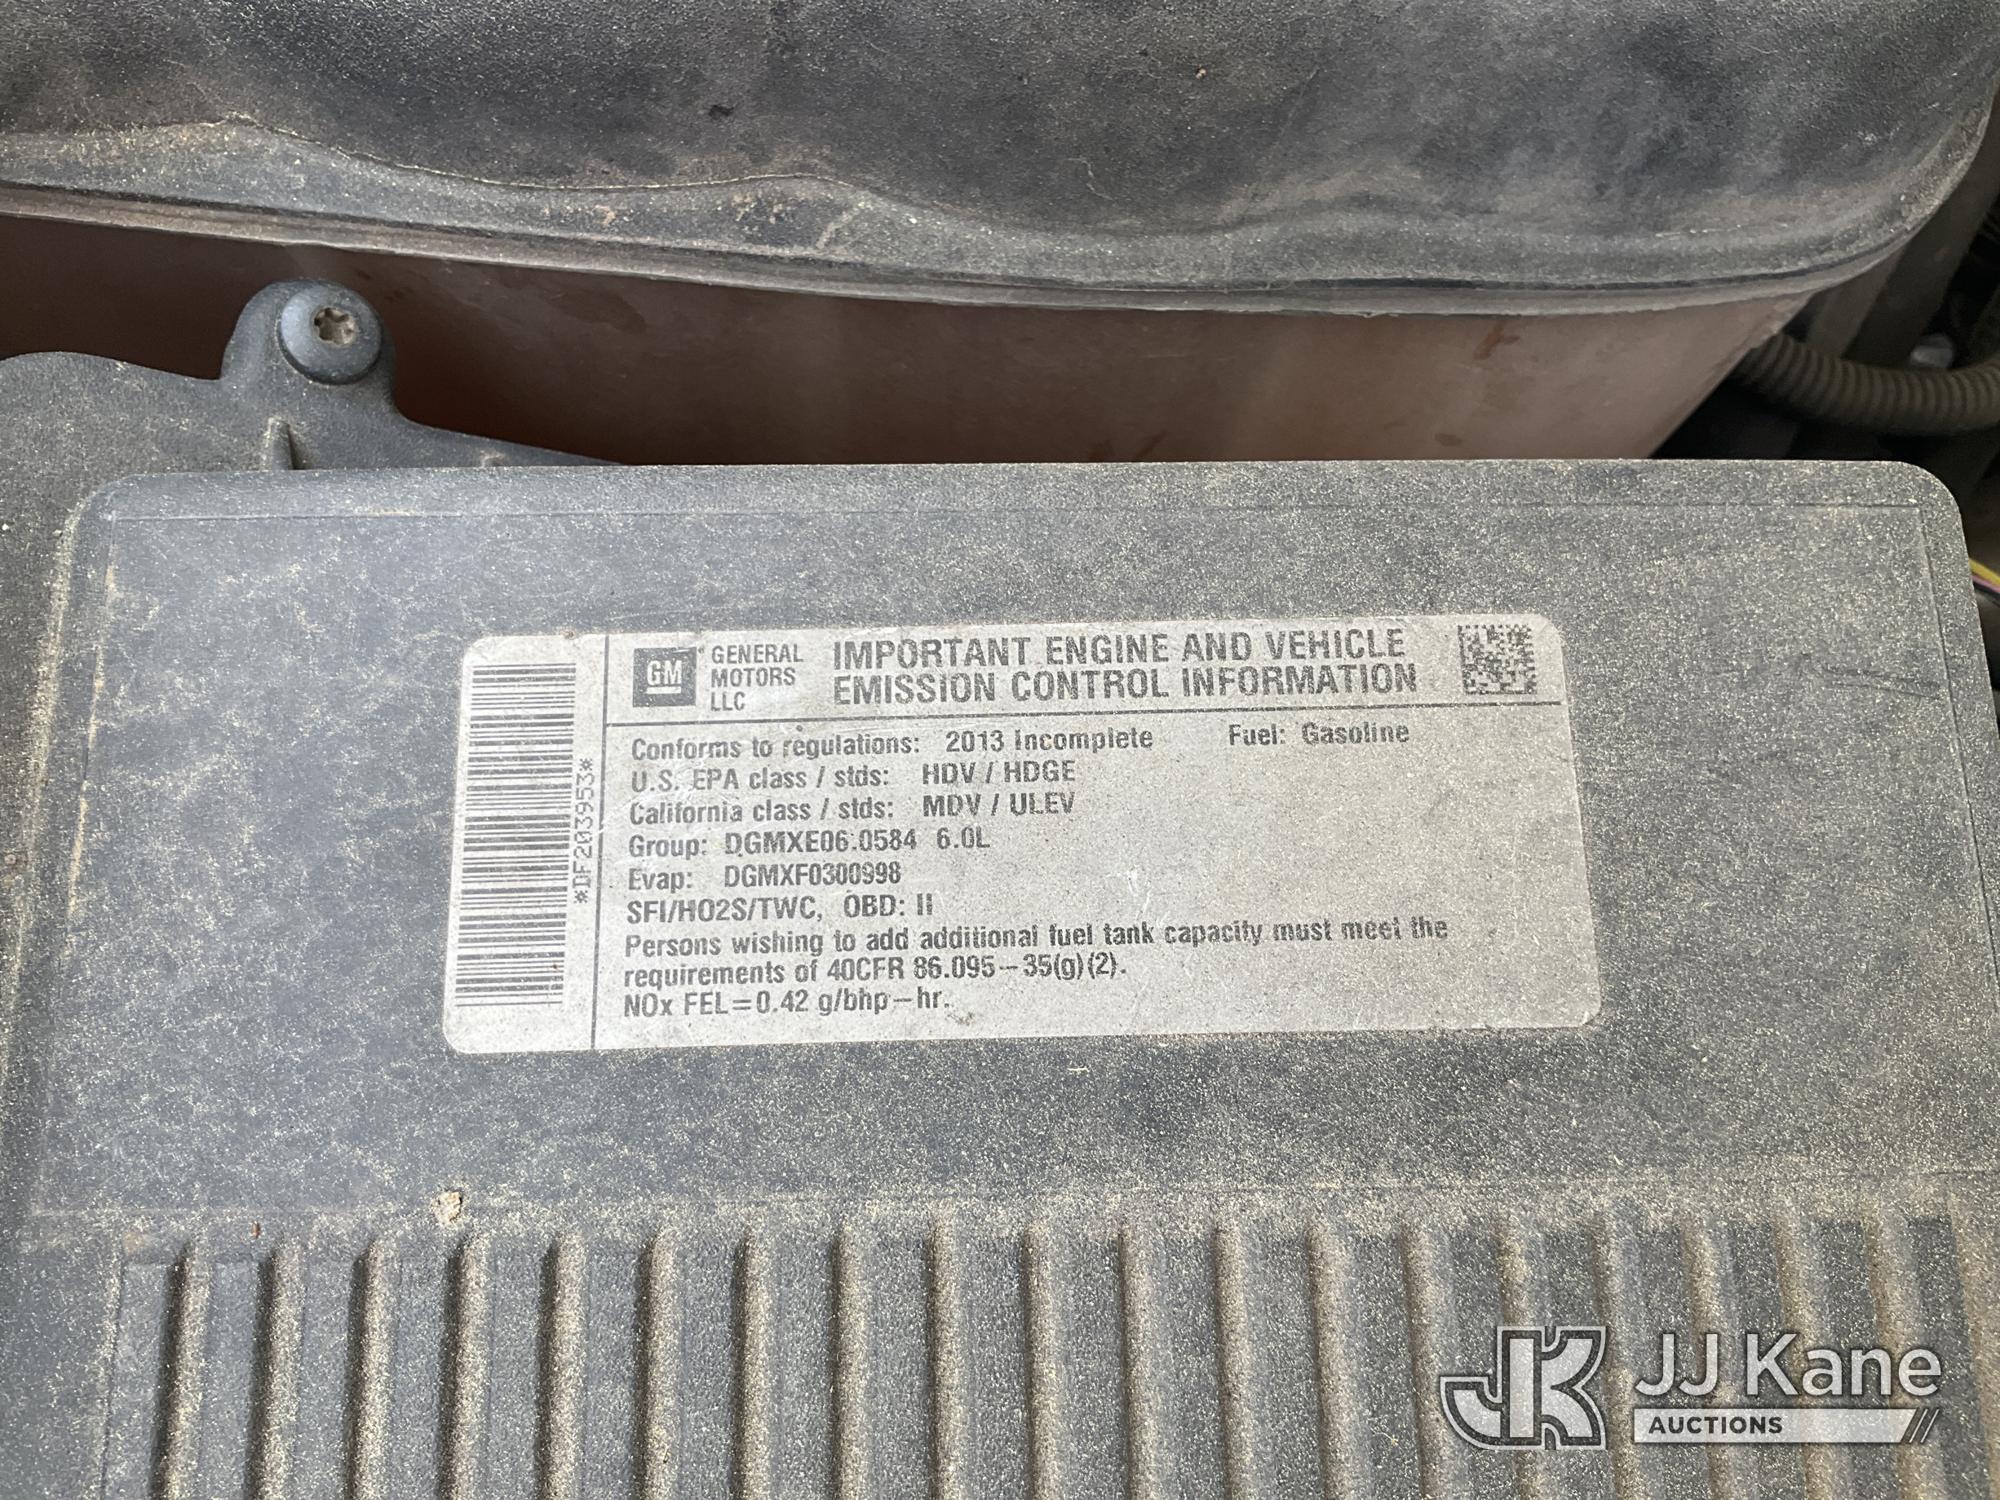 GM
GENERAL
MOTORS
LLC
IMPORTANT ENGINE AND VEHICLE
EMISSION CONTROL INFORMATION
*DF203953*
Conforms to regulations: 2013 Incomplete Fuel: Gasoline
U.S. EPA class / stds: HDV / HDGE
California class / stds: MDV / ULEV
Group: DGMXE06.0584 6.0L
Evap: DGMXF0300998
SFI/HO2S/TWC, OBD: II
Persons wishing to add additional fuel tank capacity must meet the
requirements of 40CFR 86.095-35(g)(2).
NOx FEL=0.42 g/bhp-hr.
JK JJ Kane
AUCTIONS